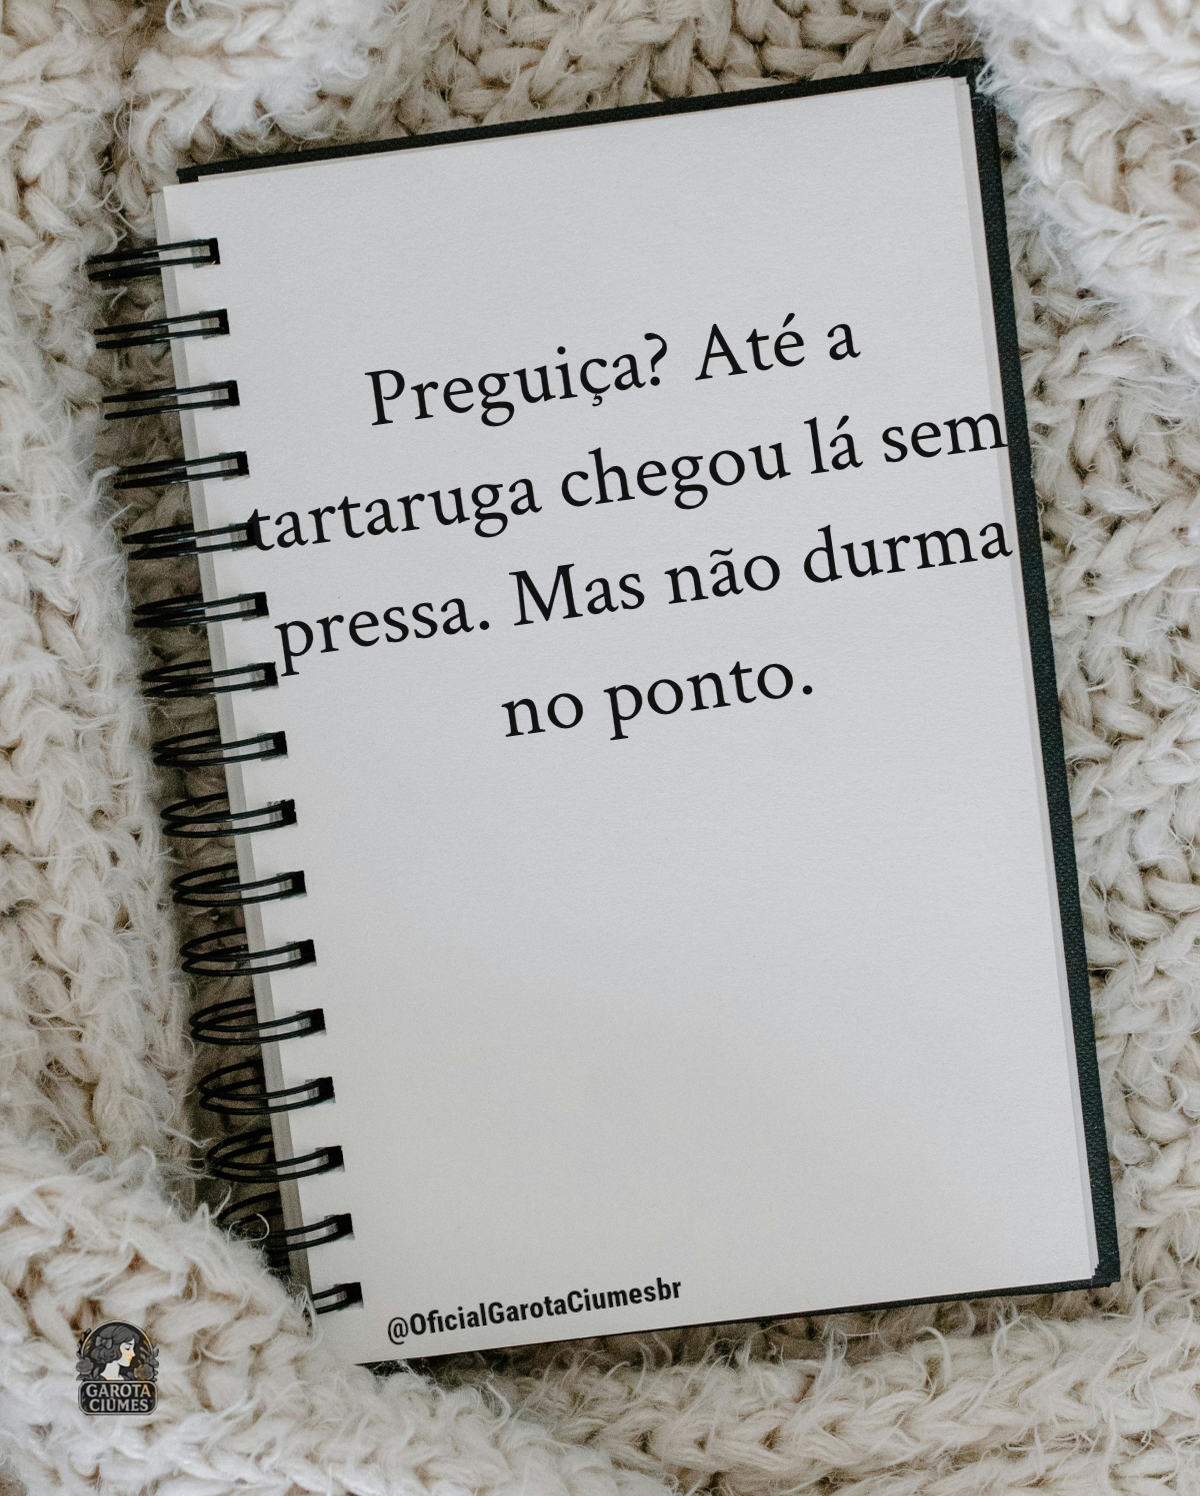 Preguiça? Até a
tartaruga chegou lá sem
pressa. Mas não durma
no ponto.
@OficialGarotaCiumesbr
GAROTA
CIÚMES